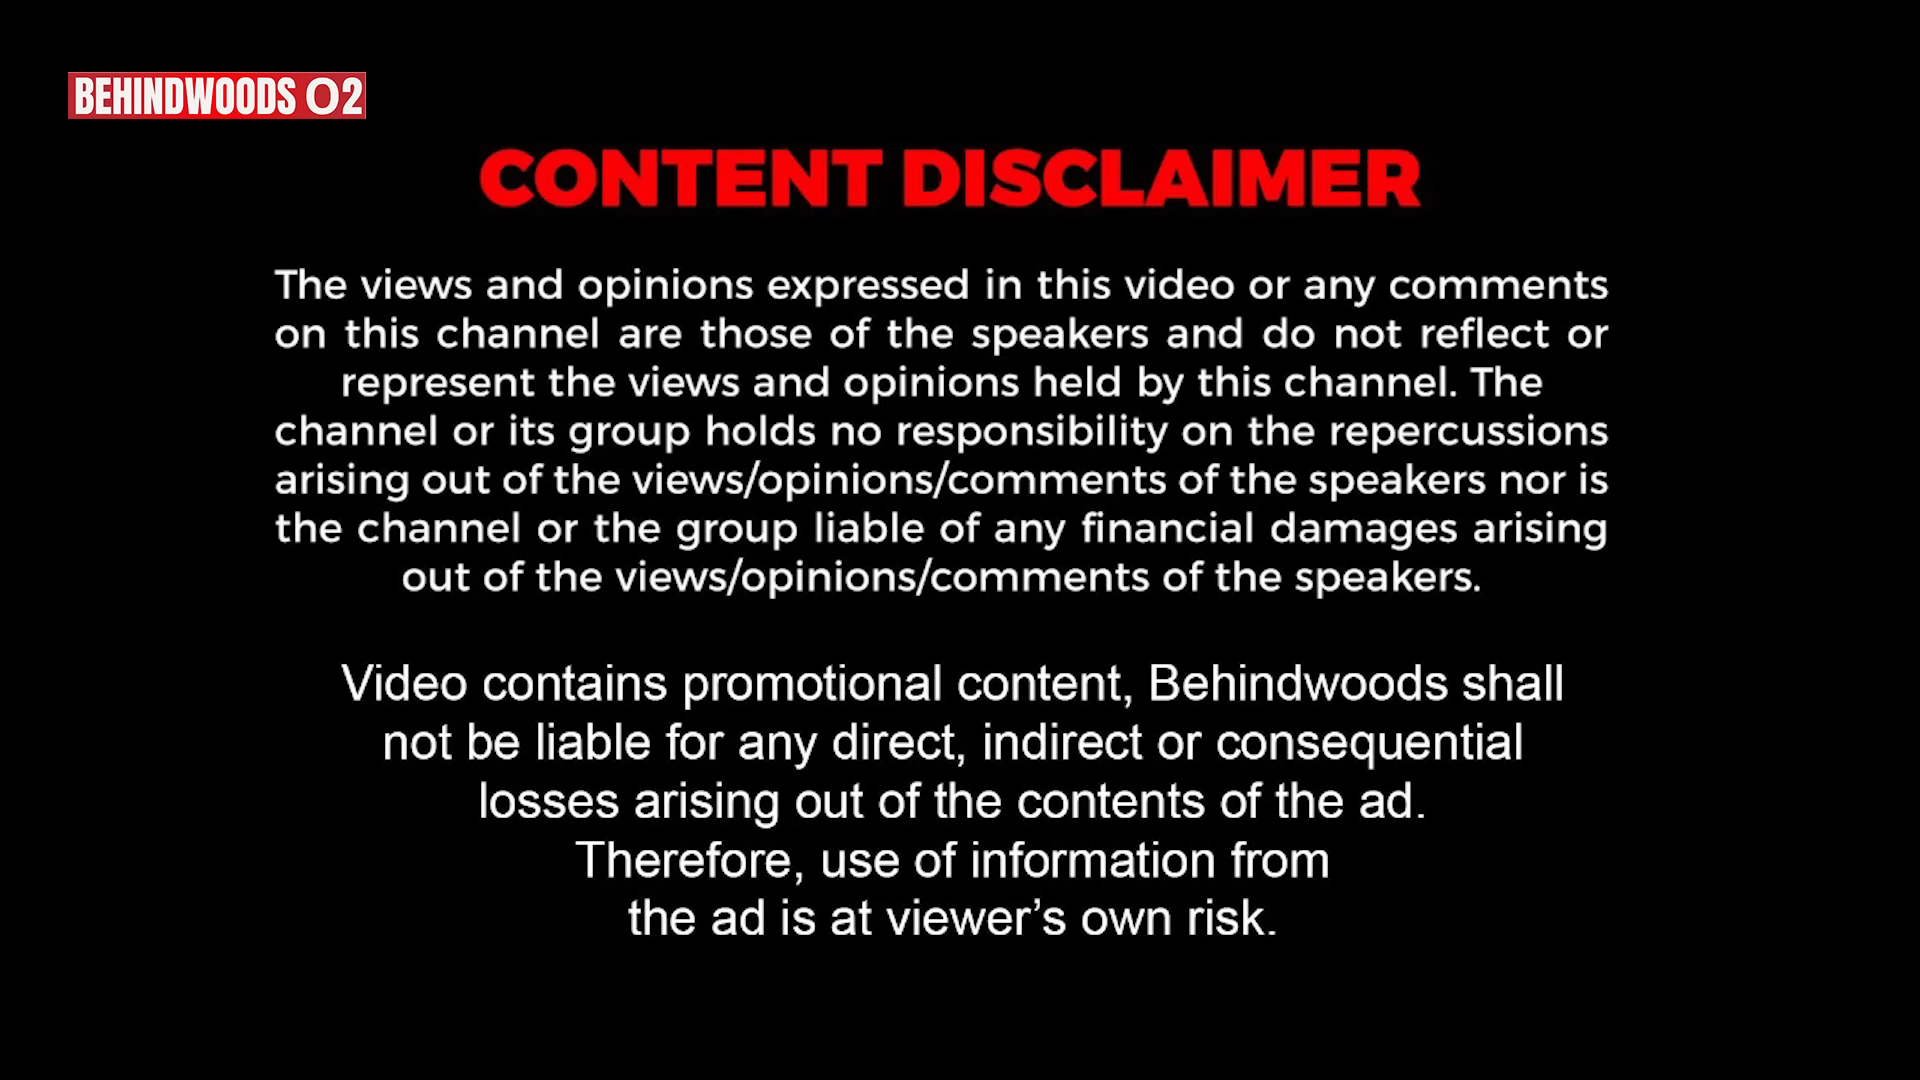 BEHINDWOODS O2
CONTENT DISCLAIMER
The views and opinions expressed in this video or any comments
on this channel are those of the speakers and do not reflect or
represent the views and opinions held by this channel. The
channel or its group holds no responsibility on the repercussions
arising out of the views/opinions/comments of the speakers nor is
the channel or the group liable of any financial damages arising
out of the views/opinions/comments of the speakers.
Video contains promotional content, Behindwoods shall
not be liable for any direct, indirect or consequential
losses arising out of the contents of the ad.
Therefore, use of information from
the ad is at viewer’s own risk.